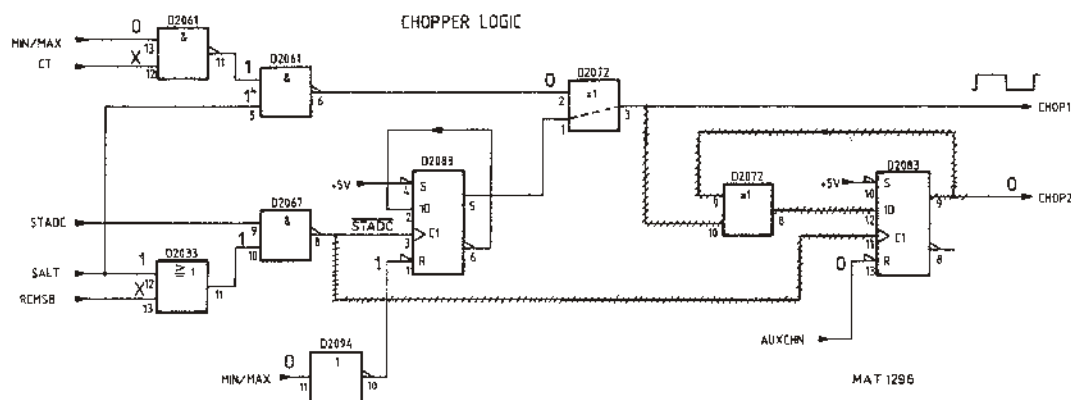 CHOPPER LOGIC
D2061
0
MIN/MAX
13
&
X
CT
12
11
D2061
1
&
1
5
6
D2072
0
2
=1
1
3
CHOP1
D2083
+5V
4
S
2
1D
5
STADC
3
C1
1
1
R
6
D2067
STADC
9
&
8
1
10
D2033
SALT
1
12
≥ 1
X
REMSB
13
11
D2094
0
MIN/MAX
11
1
10
D2072
9
=1
10
8
D2083
+5V
10
S
12
1D
9
0
CHOP2
11
C1
0
13
R
8
AUXCHN
MAT 1296